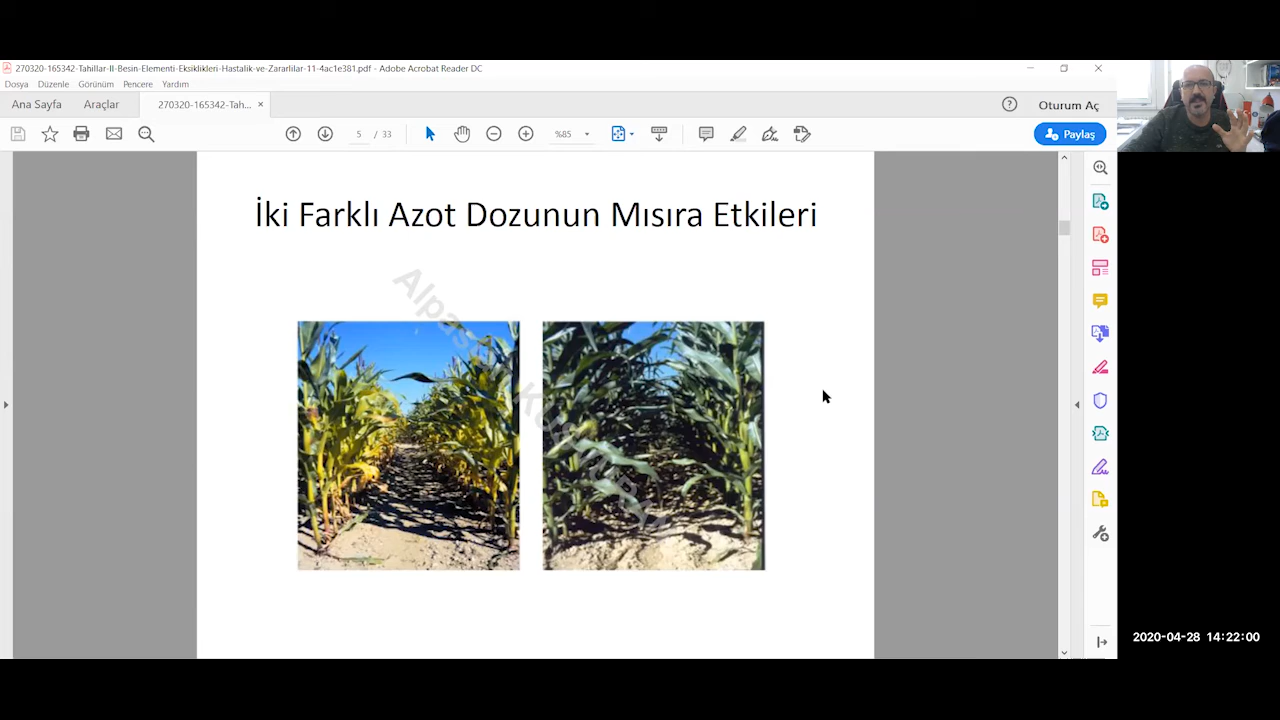 270320-165342-Tahillar-II-Besin-Elementi-Eksiklikleri-Hastalik-ve-Zararlilar-11-4ac1e381.pdf - Adobe Acrobat Reader DC
Dosya Düzenle Görünüm Pencere Yardım
Ana Sayfa Araçlar 270320-165342-Tah... × Oturum Aç
5 / 33 %85 Paylaş
İki Farklı Azot Dozunun Mısıra Etkileri
2020-04-28 14:22:00